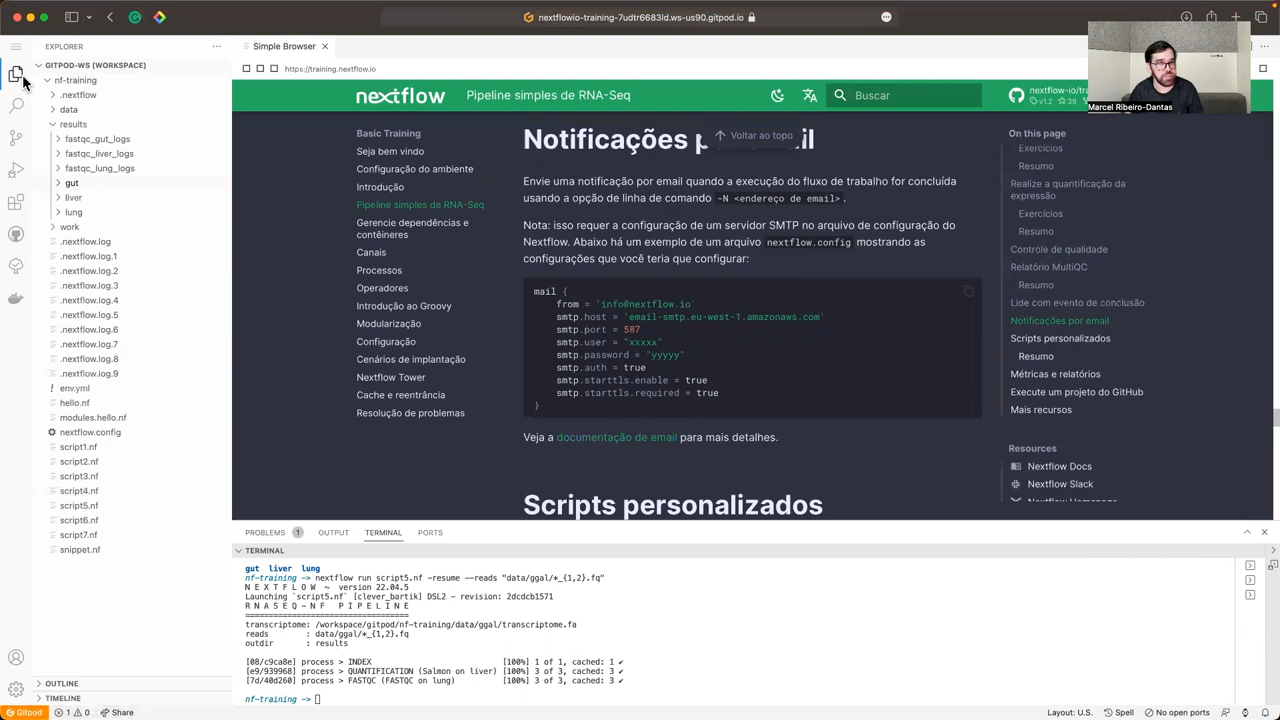 nextflowio-7udtr6683ld.ws-us90.gitpod.io
EXPLORER
GITPOD-WS (WORKSPACE)
nf-training
.nextflow
data
results
fastqc_gut_logs
fastqc_liver_logs
fastqc_lung_logs
gut
liver
lung
work
.nextflow.log
.nextflow.log.1
.nextflow.log.2
.nextflow.log.3
.nextflow.log.4
.nextflow.log.5
.nextflow.log.6
.nextflow.log.7
.nextflow.log.8
.nextflow.log.9
env.yml
hello.nf
modules.hello.nf
nextflow.config
script1.nf
script2.nf
script3.nf
script4.nf
script5.nf
script6.nf
script7.nf
snippet.nf
OUTLINE
TIMELINE
Simple Browser
https://training.nextflow.io
nextflow
Pipeline simples de RNA-Seq
Buscar
nextflow-io/tra
v1.2 39
Marcel Ribeiro-Dantas
Basic Training
Seja bem vindo
Configuração do ambiente
Introdução
Pipeline simples de RNA-Seq
Gerencie dependências e
contêineres
Canais
Processos
Operadores
Introdução ao Groovy
Modularização
Configuração
Cenários de implantação
Nextflow Tower
Cache e reentrância
Resolução de problemas
Voltar ao topo
Notificações p il
Envie uma notificação por email quando a execução do fluxo de trabalho for concluída
usando a opção de linha de comando -N <endereço de email>.
Nota: isso requer a configuração de um servidor SMTP no arquivo de configuração do
Nextflow. Abaixo há um exemplo de um arquivo nextflow.config mostrando as
configurações que você teria que configurar:
mail {
from = 'info@nextflow.io'
smtp.host = 'email-smtp.eu-west-1.amazonaws.com'
smtp.port = 587
smtp.user = "xxxxx"
smtp.password = "yyyyy"
smtp.auth = true
smtp.starttls.enable = true
smtp.starttls.required = true
}
Veja a documentação de email para mais detalhes.
Scripts personalizados
On this page
Exercícios
Resumo
Realize a quantificação da
expressão
Exercícios
Resumo
Controle de qualidade
Relatório MultiQC
Resumo
Lide com evento de conclusão
Notificações por email
Scripts personalizados
Resumo
Métricas e relatórios
Execute um projeto do GitHub
Mais recursos
Resources
Nextflow Docs
Nextflow Slack
Nextflow Homepage
PROBLEMS 1 OUTPUT TERMINAL PORTS
TERMINAL
gut liver lung
nf-training -> nextflow run script5.nf -resume --reads "data/ggal/*_{1,2}.fq"
N E X T F L O W ~ version 22.04.5
Launching `script5.nf` [clever_bartik] DSL2 - revision: 2dcdcb1571
R N A S E Q - N F P I P E L I N E
===================================
transcriptome: /workspace/gitpod/nf-training/data/ggal/transcriptome.fa
reads : data/ggal/*_{1,2}.fq
outdir : results
[08/c9ca8e] process > INDEX [100%] 1 of 1, cached: 1 ✔
[e9/939968] process > QUANTIFICATION (Salmon on liver) [100%] 3 of 3, cached: 3 ✔
[7d/40d260] process > FASTQC (FASTQC on lung) [100%] 3 of 3, cached: 3 ✔
nf-training ->
Gitpod 1 0 Share
Layout: U.S. Spell No open ports